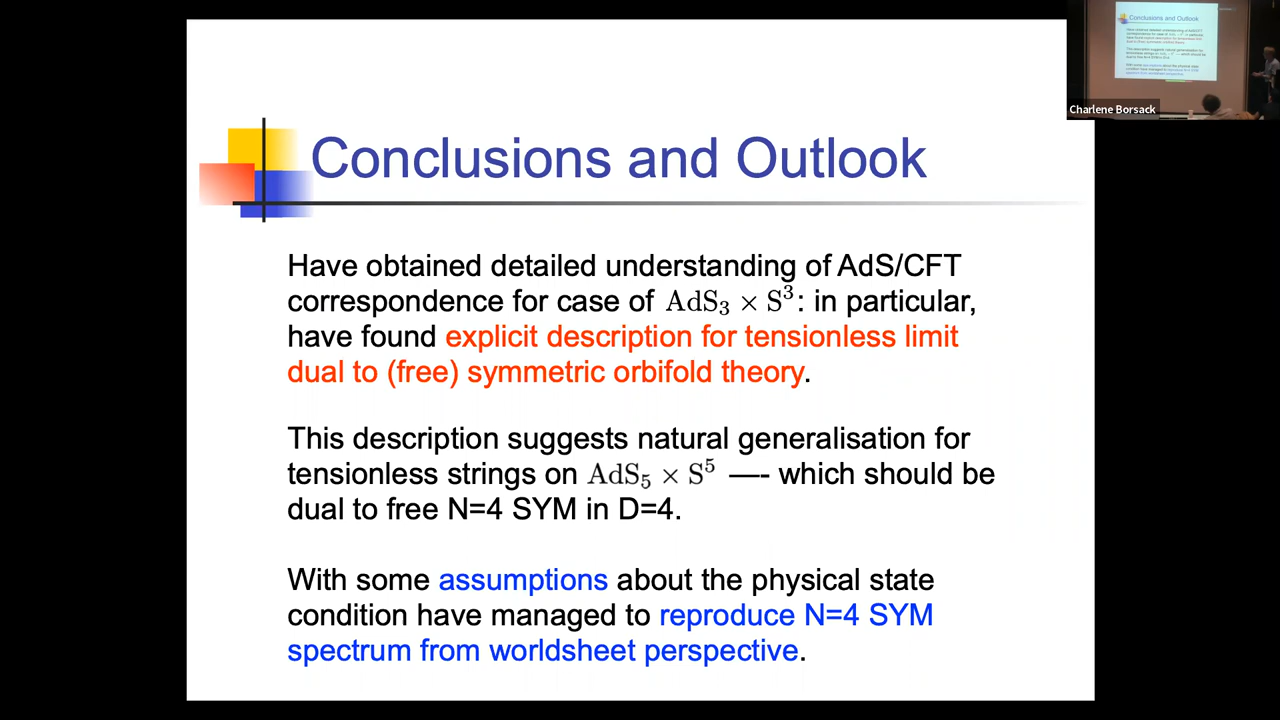 Conclusions and Outlook
Have obtained detailed understanding of AdS/CFT
correspondence for case of AdS₃ × S³: in particular,
have found explicit description for tensionless limit
dual to (free) symmetric orbifold theory.
This description suggests natural generalisation for
tensionless strings on AdS₅ × S⁵ —- which should be
dual to free N=4 SYM in D=4.
With some assumptions about the physical state
condition have managed to reproduce N=4 SYM
spectrum from worldsheet perspective.
Conclusions and Outlook
Charlene Borsack